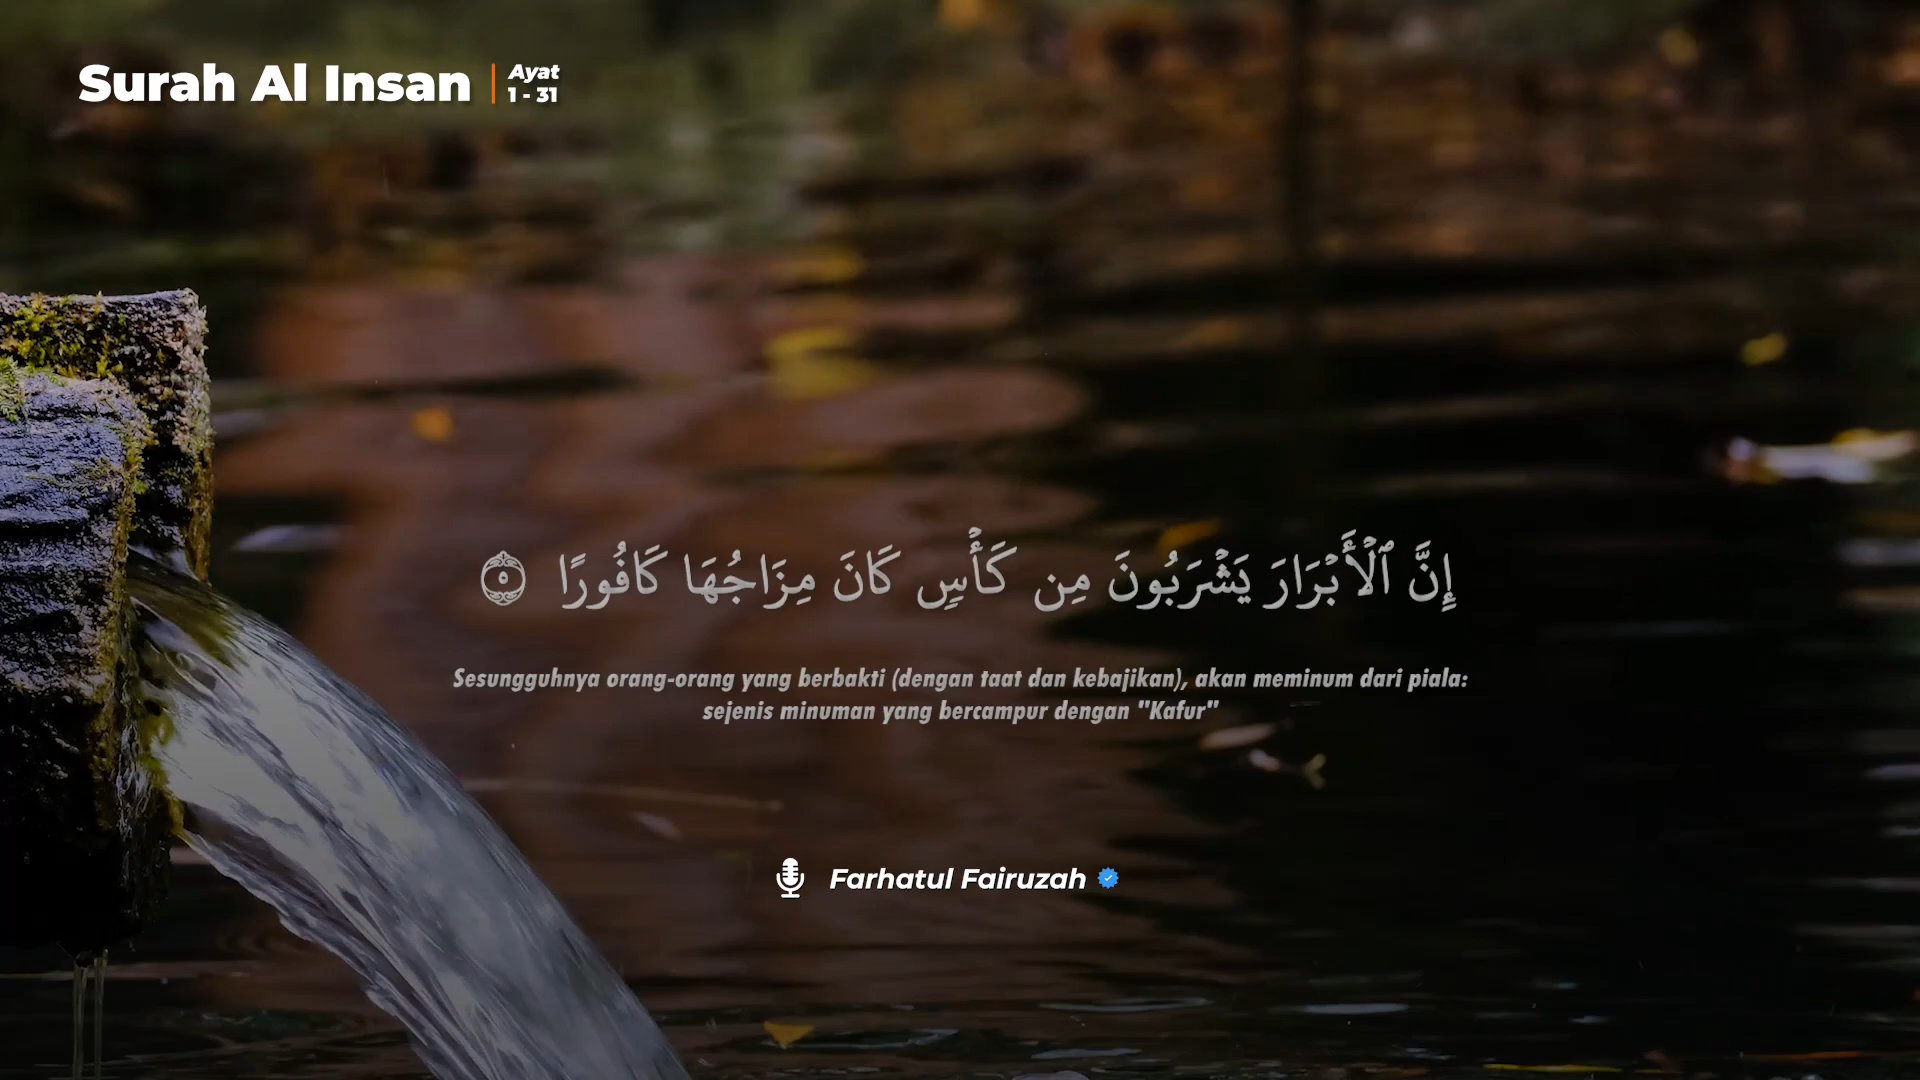 Surah Al Insan
Ayat
1 - 31
إِنَّ ٱلْأَبْرَارَ يَشْرَبُونَ مِن كَأْسٍ كَانَ مِزَاجُهَا كَافُورًا ٥
Sesungguhnya orang-orang yang berbakti (dengan taat dan kebajikan), akan meminum dari piala:
sejenis minuman yang bercampur dengan "Kafur"
Farhatul Fairuzah